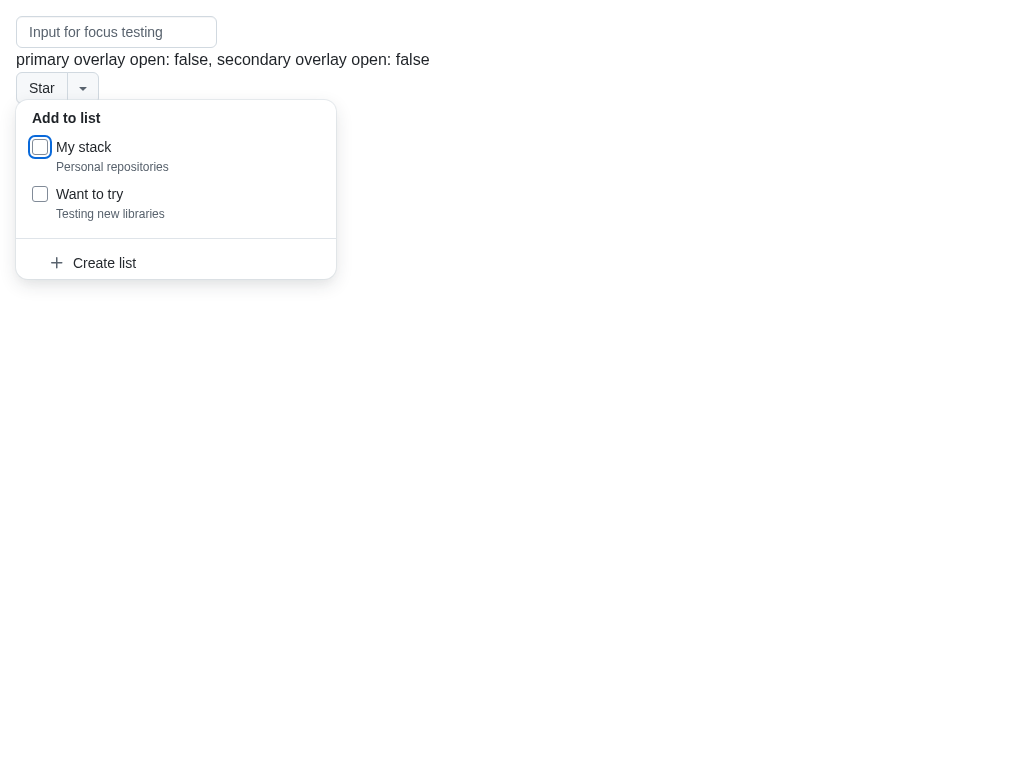 Input for focus testing
primary overlay open: false, secondary overlay open: false
Star
Add to list
My stack
Personal repositories
Want to try
Testing new libraries
Create list